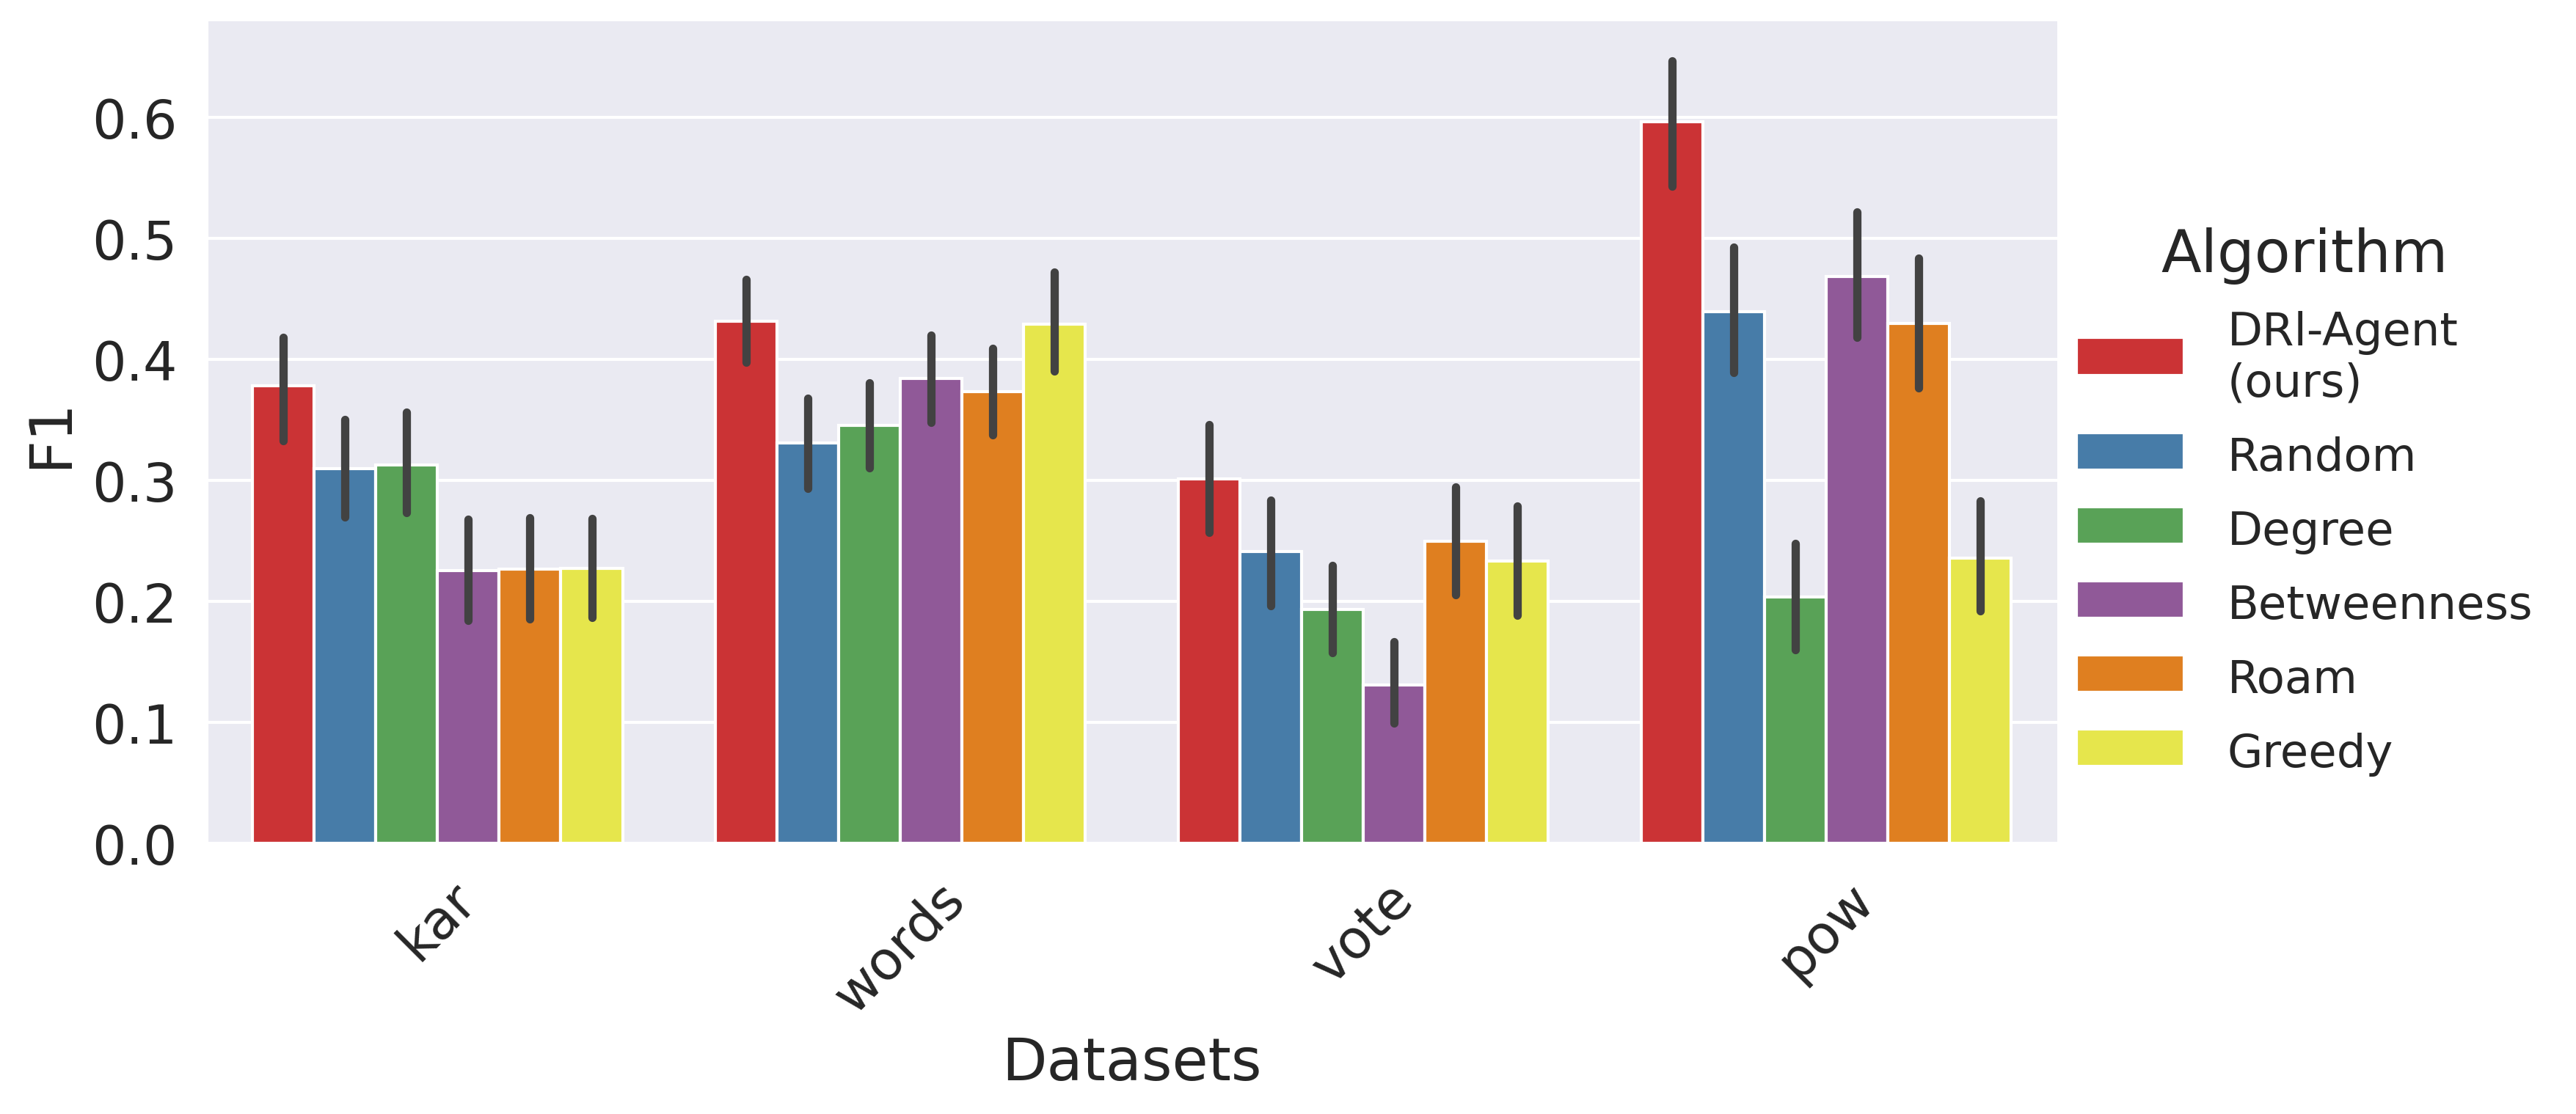 F1
0.6
0.5
0.4
0.3
0.2
0.1
0.0
kar
words
vote
pow
Datasets
Algorithm
DRI-Agent
(ours)
Random
Degree
Betweenness
Roam
Greedy